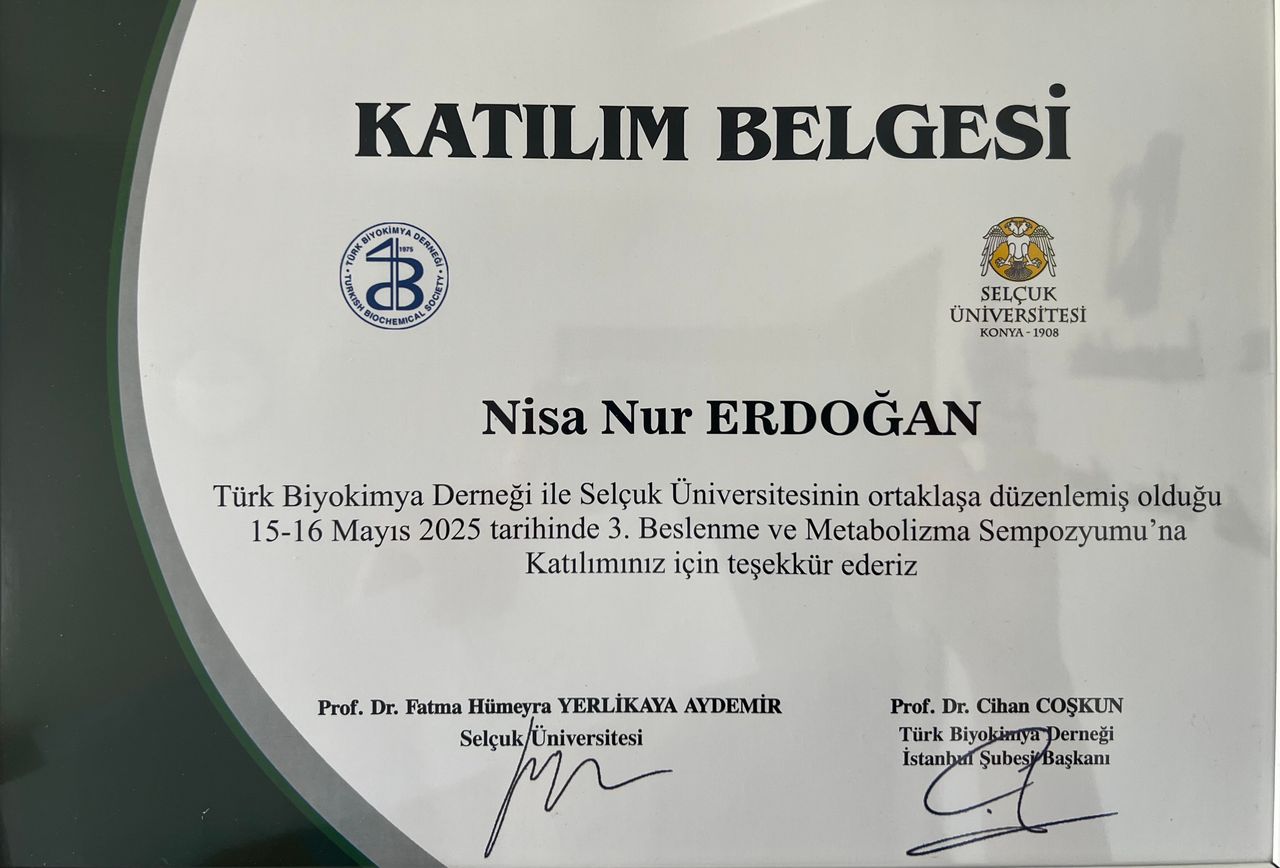 KATILIM BELGESİ
TÜRK BİYOKİMYA DERNEĞİ
1975
TURKISH BIOCHEMICAL SOCIETY
SELÇUK
ÜNİVERSİTESİ
KONYA - 1908
Nisa Nur ERDOĞAN
Türk Biyokimya Derneği ile Selçuk Üniversitesinin ortaklaşa düzenlemiş olduğu
15-16 Mayıs 2025 tarihinde 3. Beslenme ve Metabolizma Sempozyumu’na
Katılımınız için teşekkür ederiz
Prof. Dr. Fatma Hümeyra YERLİKAYA AYDEMİR
Selçuk Üniversitesi
Prof. Dr. Cihan COŞKUN
Türk Biyokimya Derneği
İstanbul Şubesi Başkanı